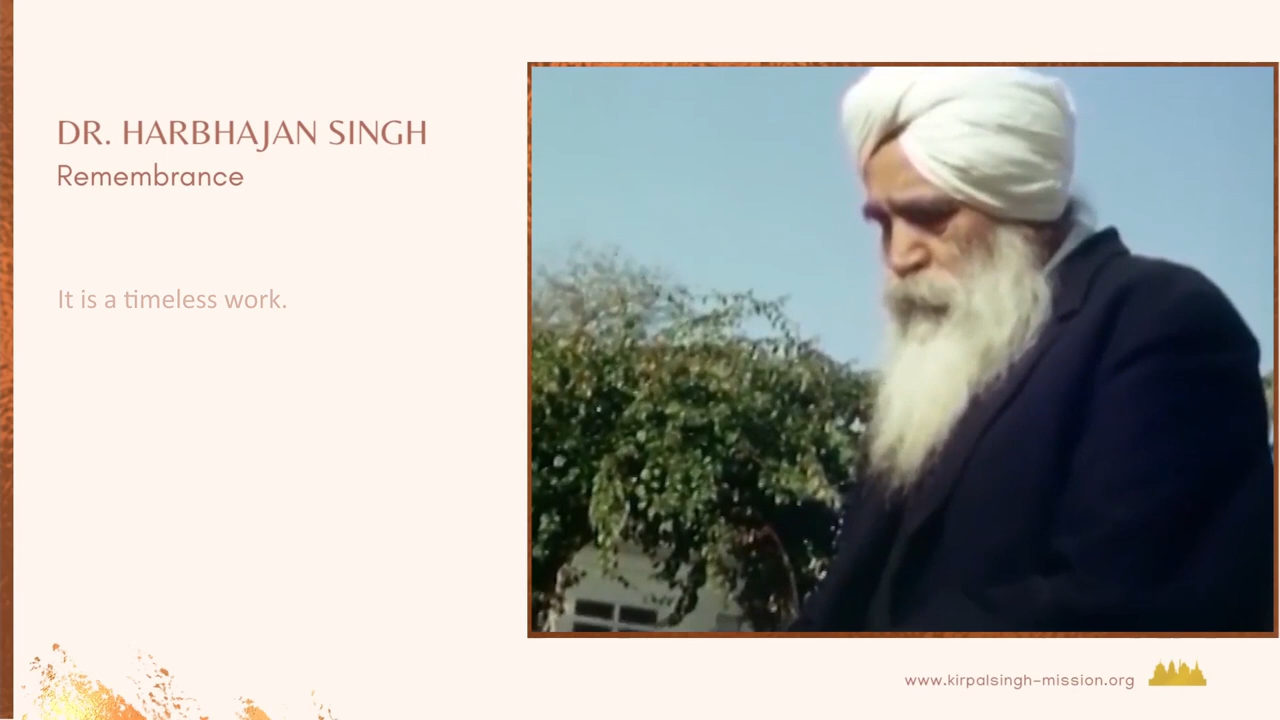 DR. HARBHAJAN SINGH
Remembrance
It is a timeless work.
www.kirpalsingh-mission.org